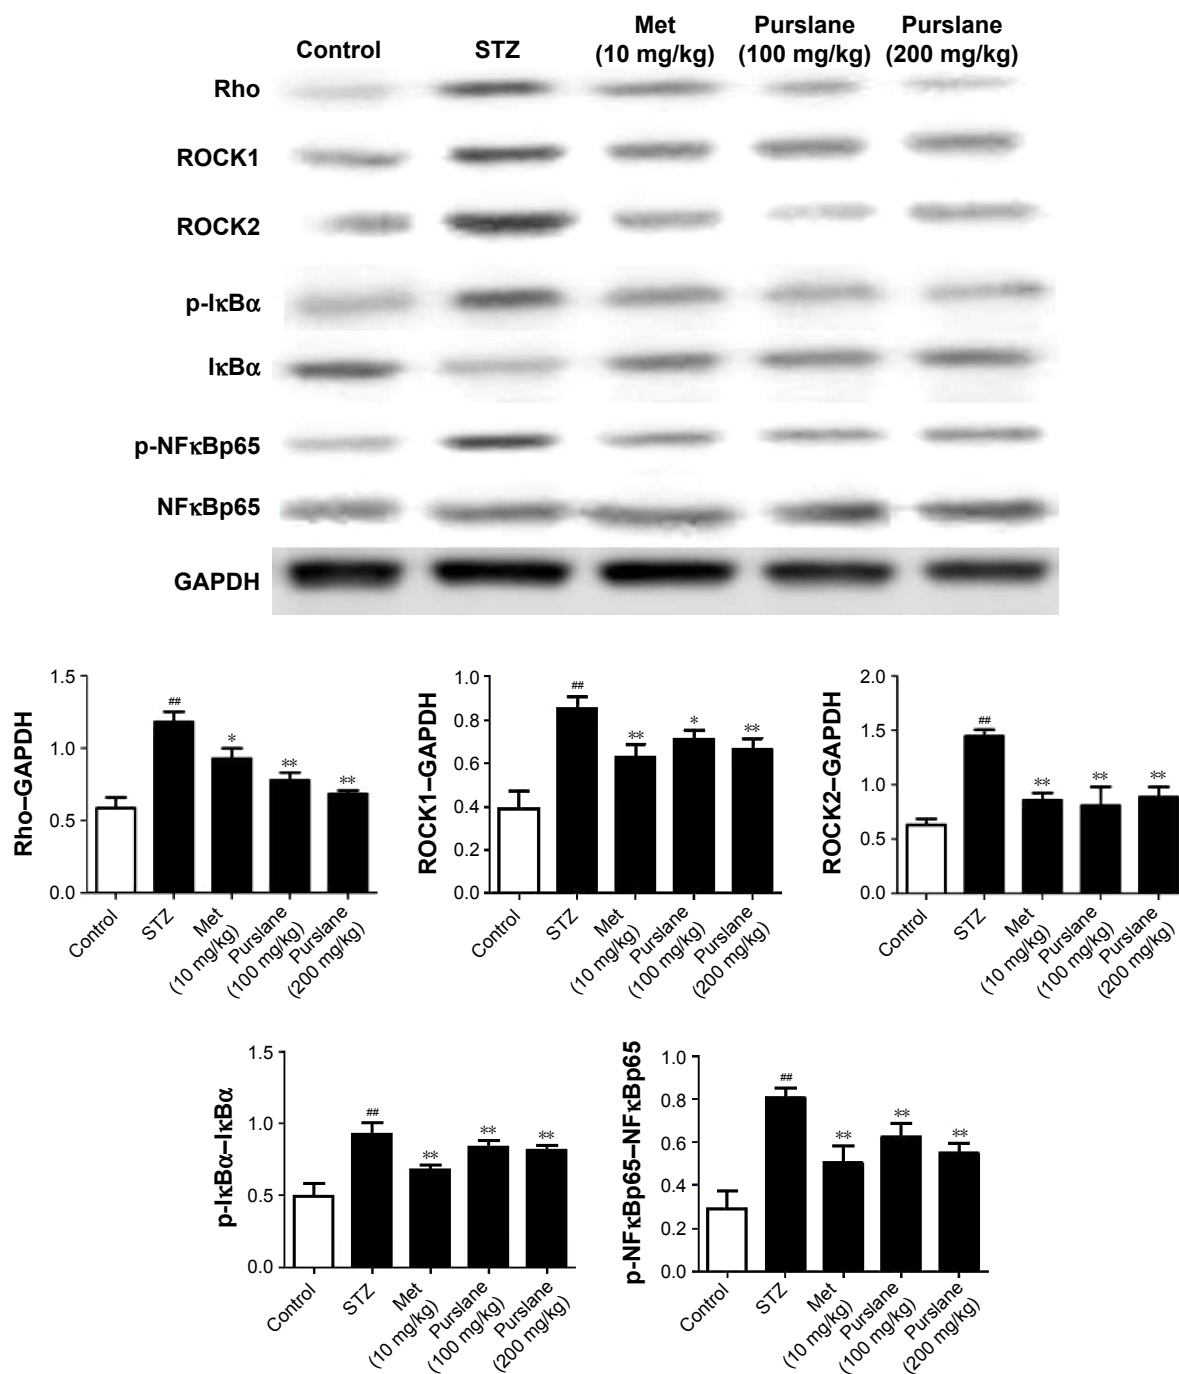 Control STZ Met (10 mg/kg) Purslane (100 mg/kg) Purslane (200 mg/kg)
Rho
ROCK1
ROCK2
p-IκBα
IκBα
p-NFκBp65
NFκBp65
GAPDH
Rho–GAPDH
1.5
1.0
0.5
0.0
##
*
**
**
Control
STZ
Met
(10 mg/kg)
Purslane
(100 mg/kg)
Purslane
(200 mg/kg)
ROCK1–GAPDH
1.0
0.8
0.6
0.4
0.2
0.0
##
**
*
**
Control
STZ
Met
(10 mg/kg)
Purslane
(100 mg/kg)
Purslane
(200 mg/kg)
ROCK2–GAPDH
2.0
1.5
1.0
0.5
0.0
##
**
**
**
Control
STZ
Met
(10 mg/kg)
Purslane
(100 mg/kg)
Purslane
(200 mg/kg)
p-IκBα–IκBα
1.5
1.0
0.5
0.0
##
**
**
**
Control
STZ
Met
(10 mg/kg)
Purslane
(100 mg/kg)
Purslane
(200 mg/kg)
p-NFκBp65–NFκBp65
1.0
0.8
0.6
0.4
0.2
0.0
##
**
**
**
Control
STZ
Met
(10 mg/kg)
Purslane
(100 mg/kg)
Purslane
(200 mg/kg)